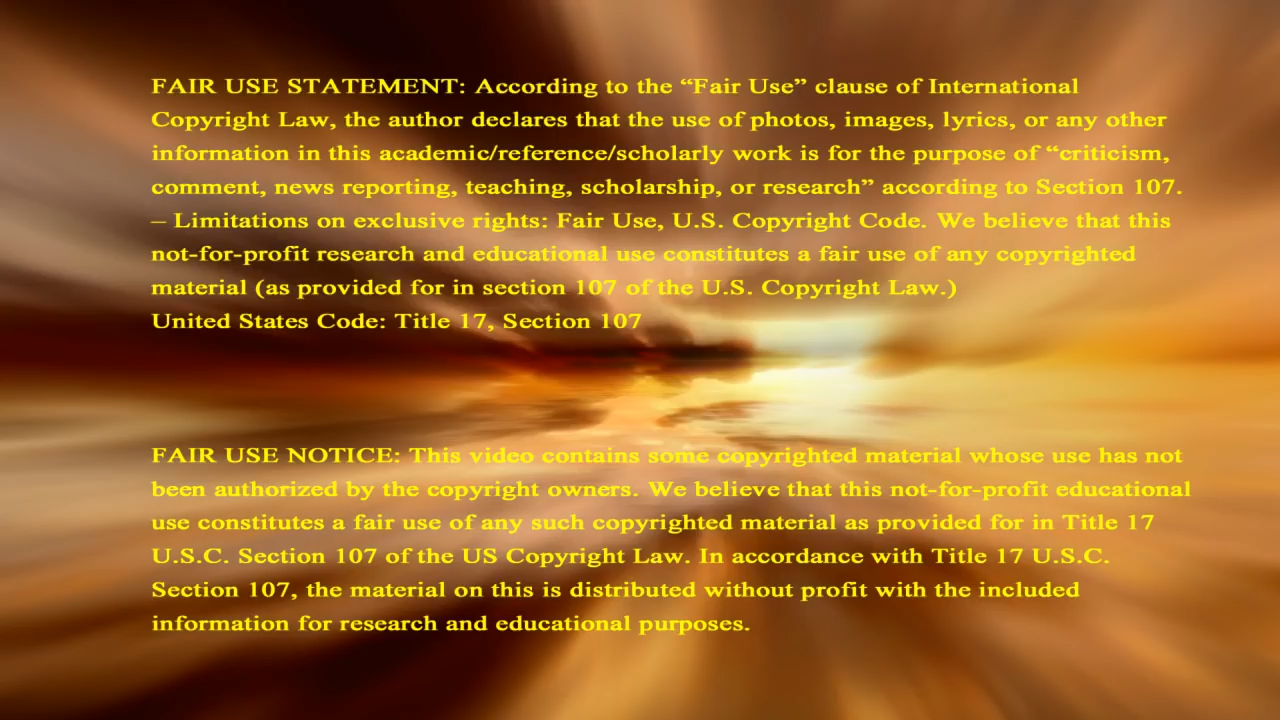 FAIR USE STATEMENT: According to the “Fair Use” clause of International
Copyright Law, the author declares that the use of photos, images, lyrics, or any other
information in this academic/reference/scholarly work is for the purpose of “criticism,
comment, news reporting, teaching, scholarship, or research” according to Section 107.
– Limitations on exclusive rights: Fair Use, U.S. Copyright Code. We believe that this
not-for-profit research and educational use constitutes a fair use of any copyrighted
material (as provided for in section 107 of the U.S. Copyright Law.)
United States Code: Title 17, Section 107
FAIR USE NOTICE: This video contains some copyrighted material whose use has not
been authorized by the copyright owners. We believe that this not-for-profit educational
use constitutes a fair use of any such copyrighted material as provided for in Title 17
U.S.C. Section 107 of the US Copyright Law. In accordance with Title 17 U.S.C.
Section 107, the material on this is distributed without profit with the included
information for research and educational purposes.